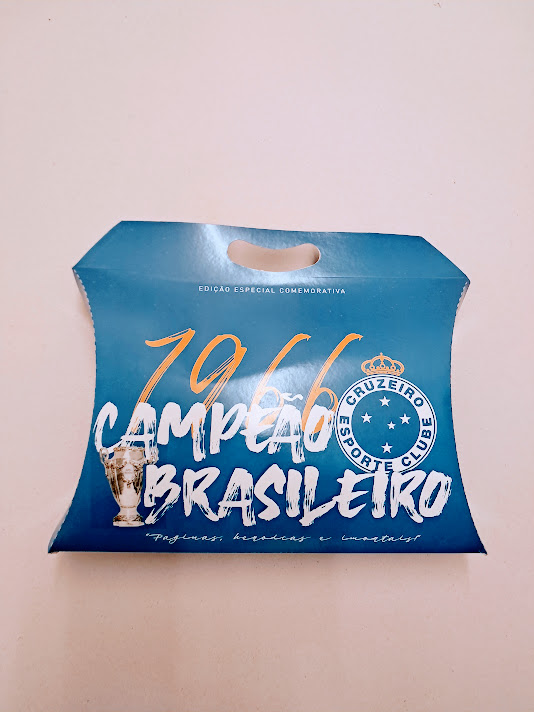 EDIÇÃO ESPECIAL COMEMORATIVA
1966
CAMPEÃO
BRASILEIRO
CRUZEIRO
ESPORTE CLUBE
"Páginas, heroicas e imortais"